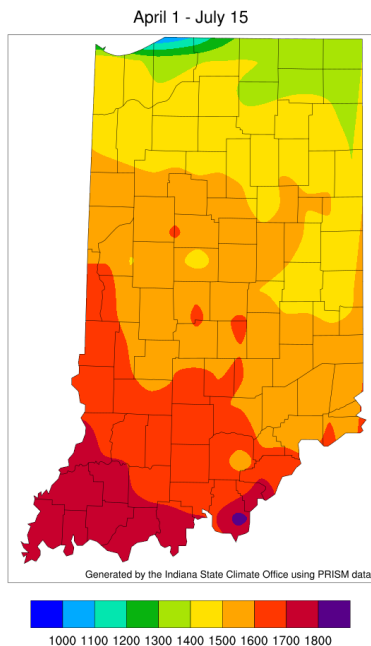 April 1 - July 15
Generated by the Indiana State Climate Office using PRISM data
1000 1100 1200 1300 1400 1500 1600 1700 1800